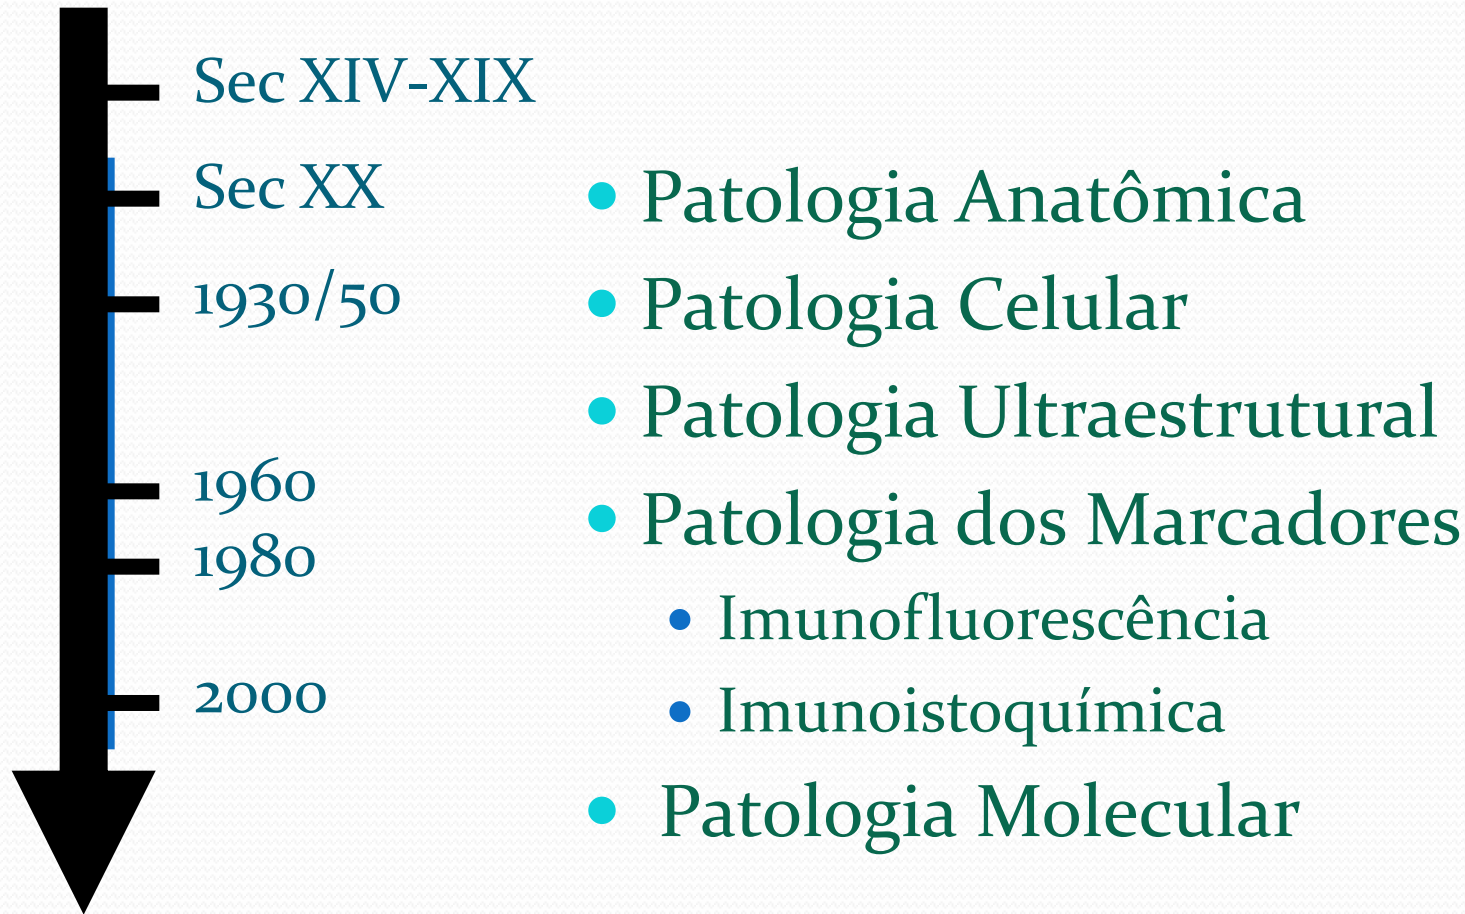 Sec XIV-XIX
Sec XX
1930/50
1960
1980
2000
• Patologia Anatômica
• Patologia Celular
• Patologia Ultraestrutural
• Patologia dos Marcadores
• Imunofluorescência
• Imunoistoquímica
• Patologia Molecular